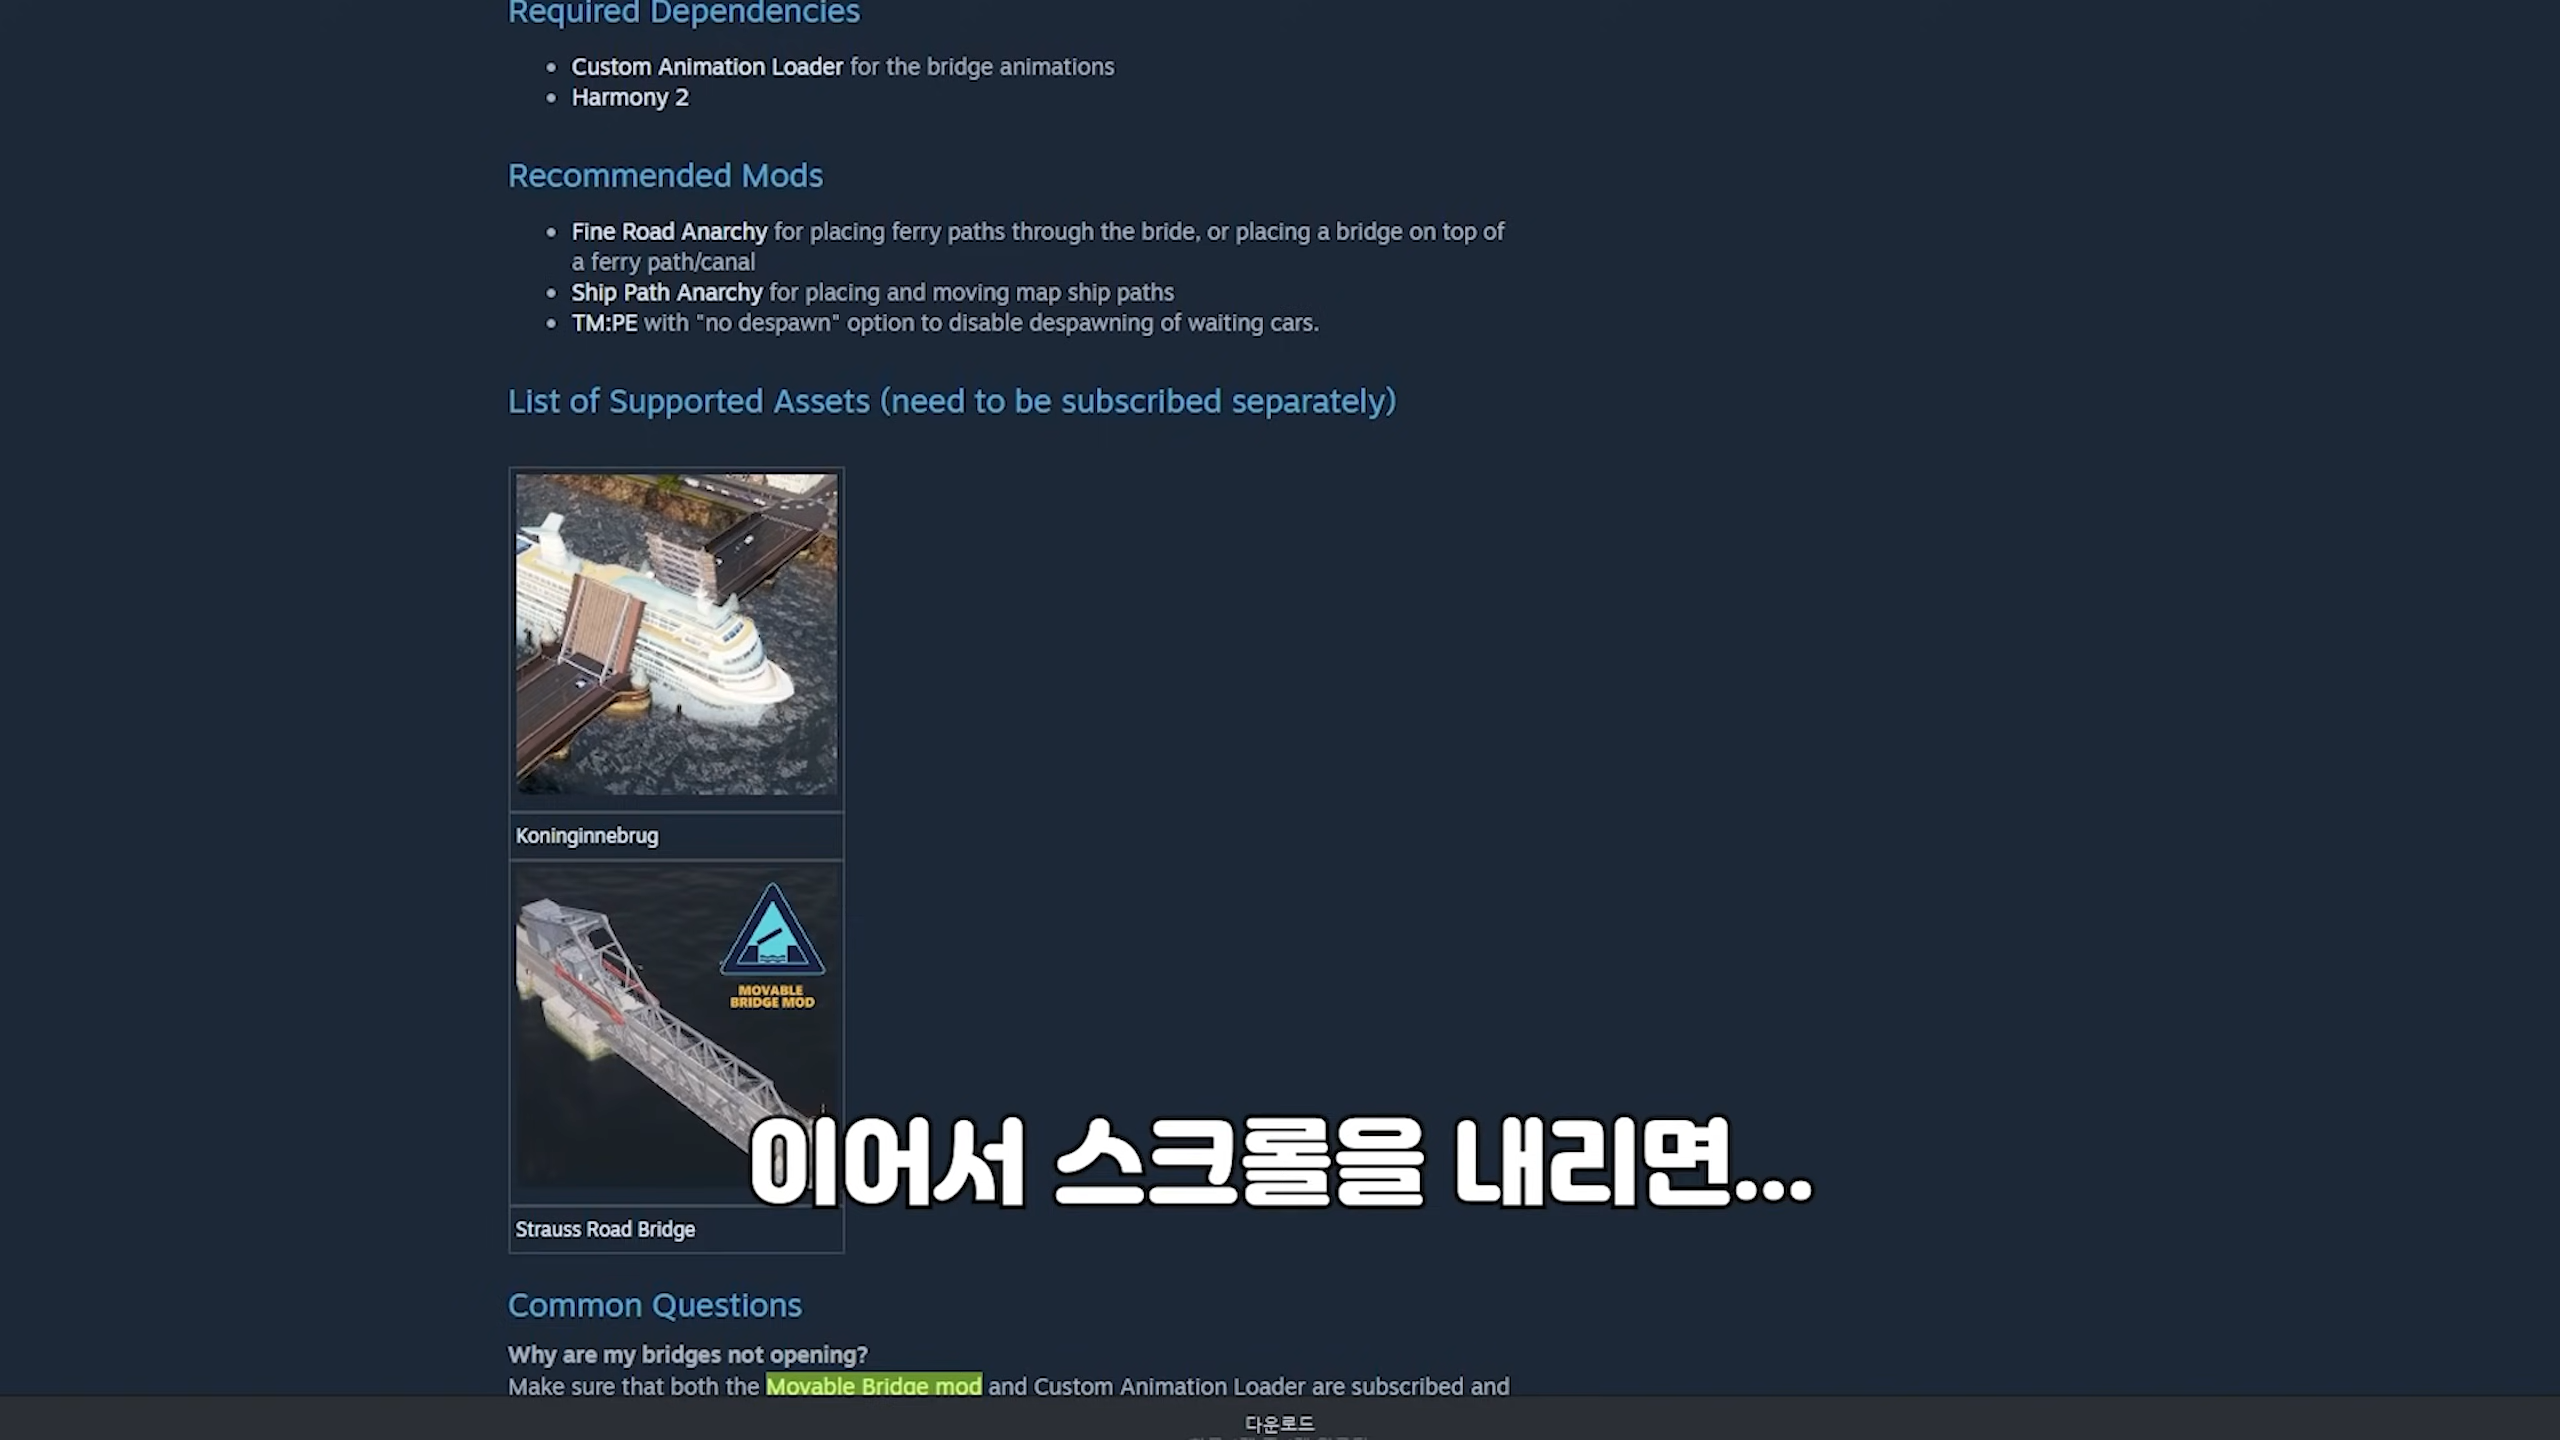 Required Dependencies
Custom Animation Loader for the bridge animations
Harmony 2
Recommended Mods
Fine Road Anarchy for placing ferry paths through the bride, or placing a bridge on top of
a ferry path/canal
Ship Path Anarchy for placing and moving map ship paths
TM:PE with "no despawn" option to disable despawning of waiting cars.
List of Supported Assets (need to be subscribed separately)
Koninginnebrug
MOVABLE
BRIDGE MOD
이어서 스크롤을 내리면...
Strauss Road Bridge
Common Questions
Why are my bridges not opening?
Make sure that both the Movable Bridge mod and Custom Animation Loader are subscribed and
다운로드